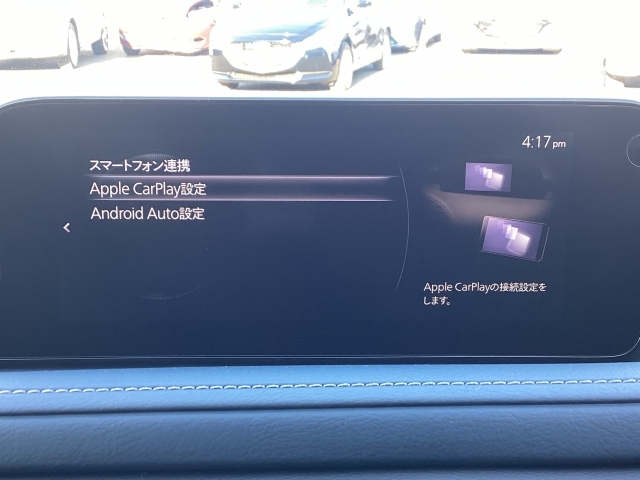 4:17 pm
スマートフォン連携
Apple CarPlay設定
Android Auto設定
Apple CarPlayの接続設定を
します。